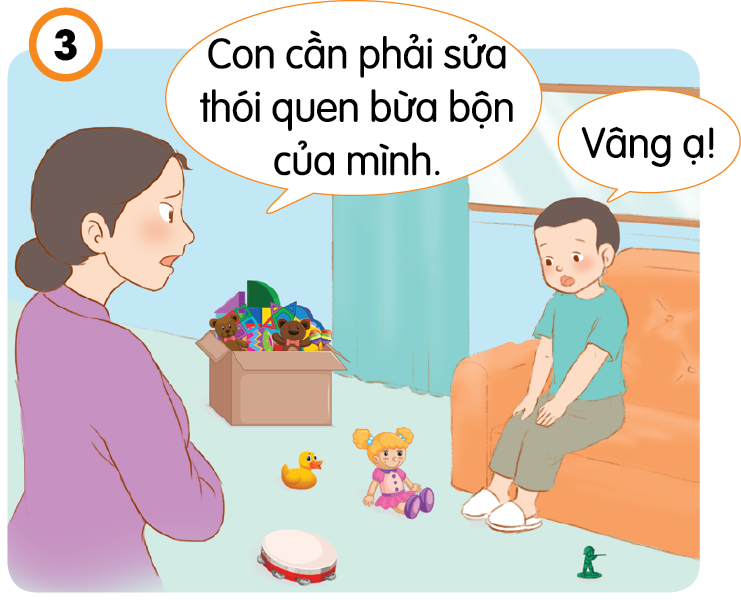 3
Con cần phải sửa
thói quen bừa bộn
của mình.
Vâng ạ!